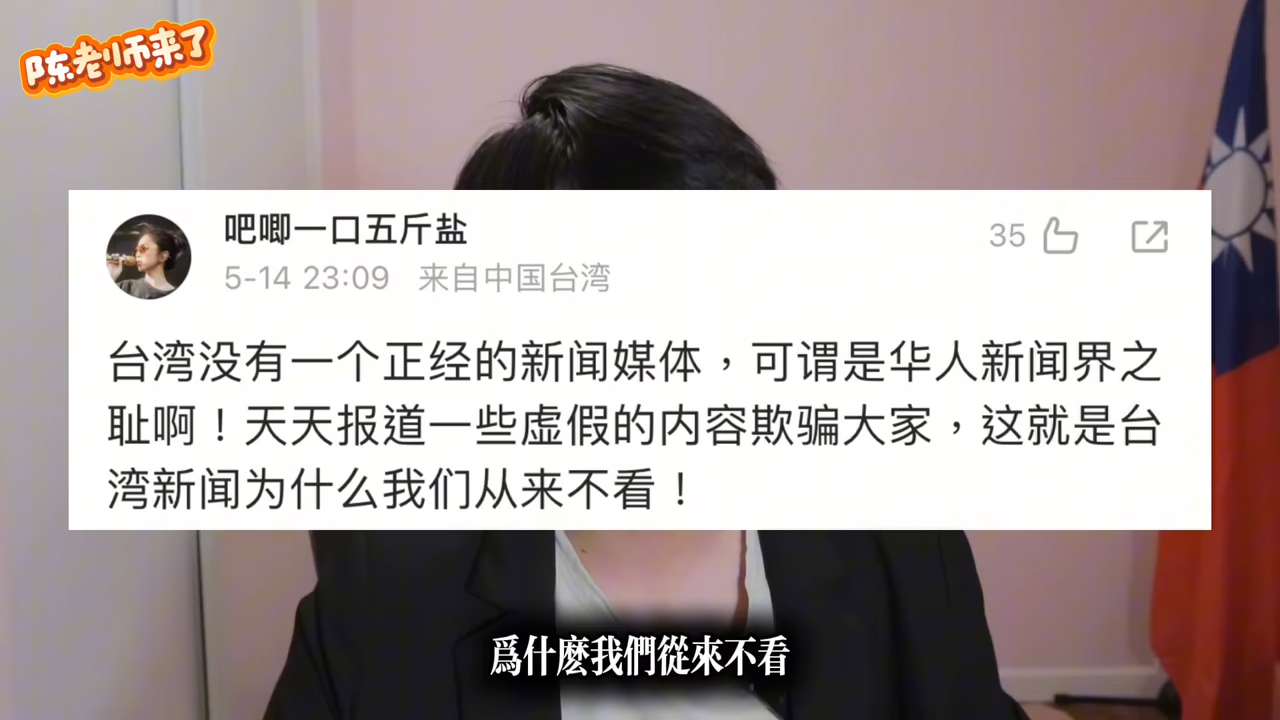 陈老师来了
吧唧一口五斤盐
35
5-14 23:09 来自中国台湾
台湾没有一个正经的新闻媒体，可谓是华人新闻界之
耻啊！天天报道一些虚假的内容欺骗大家，这就是台
湾新闻为什么我们从来不看！
爲什麽我們從來不看